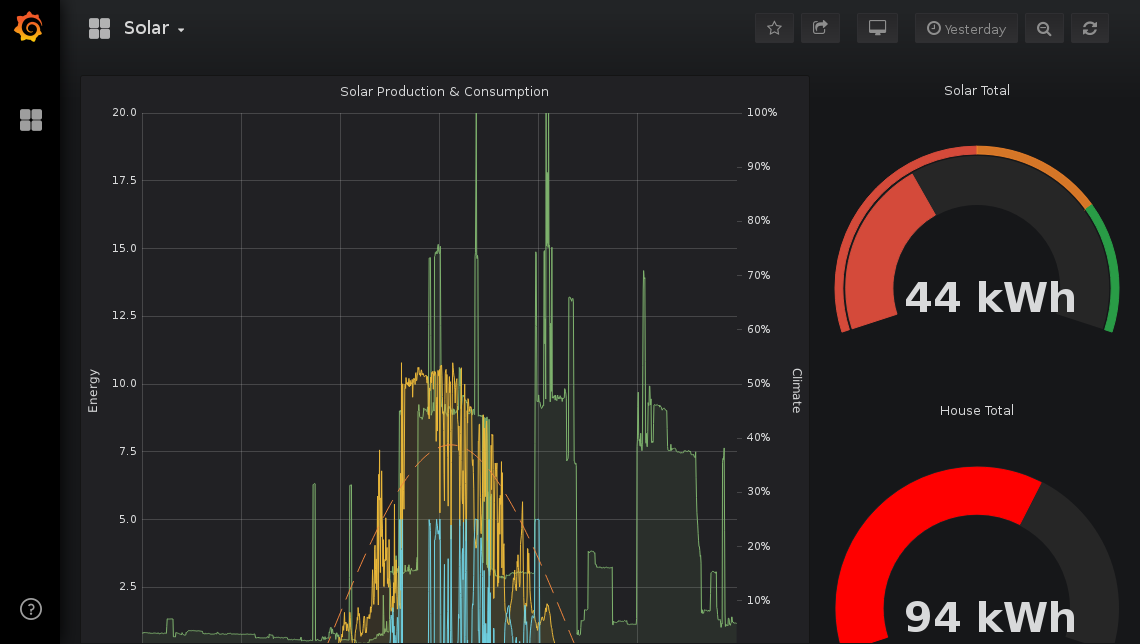 Solar
Yesterday
Solar Production & Consumption
20.0
17.5
15.0
12.5
10.0
7.5
5.0
2.5
Energy
100%
90%
80%
70%
60%
50%
40%
30%
20%
10%
Climate
Solar Total
44 kWh
House Total
94 kWh
?